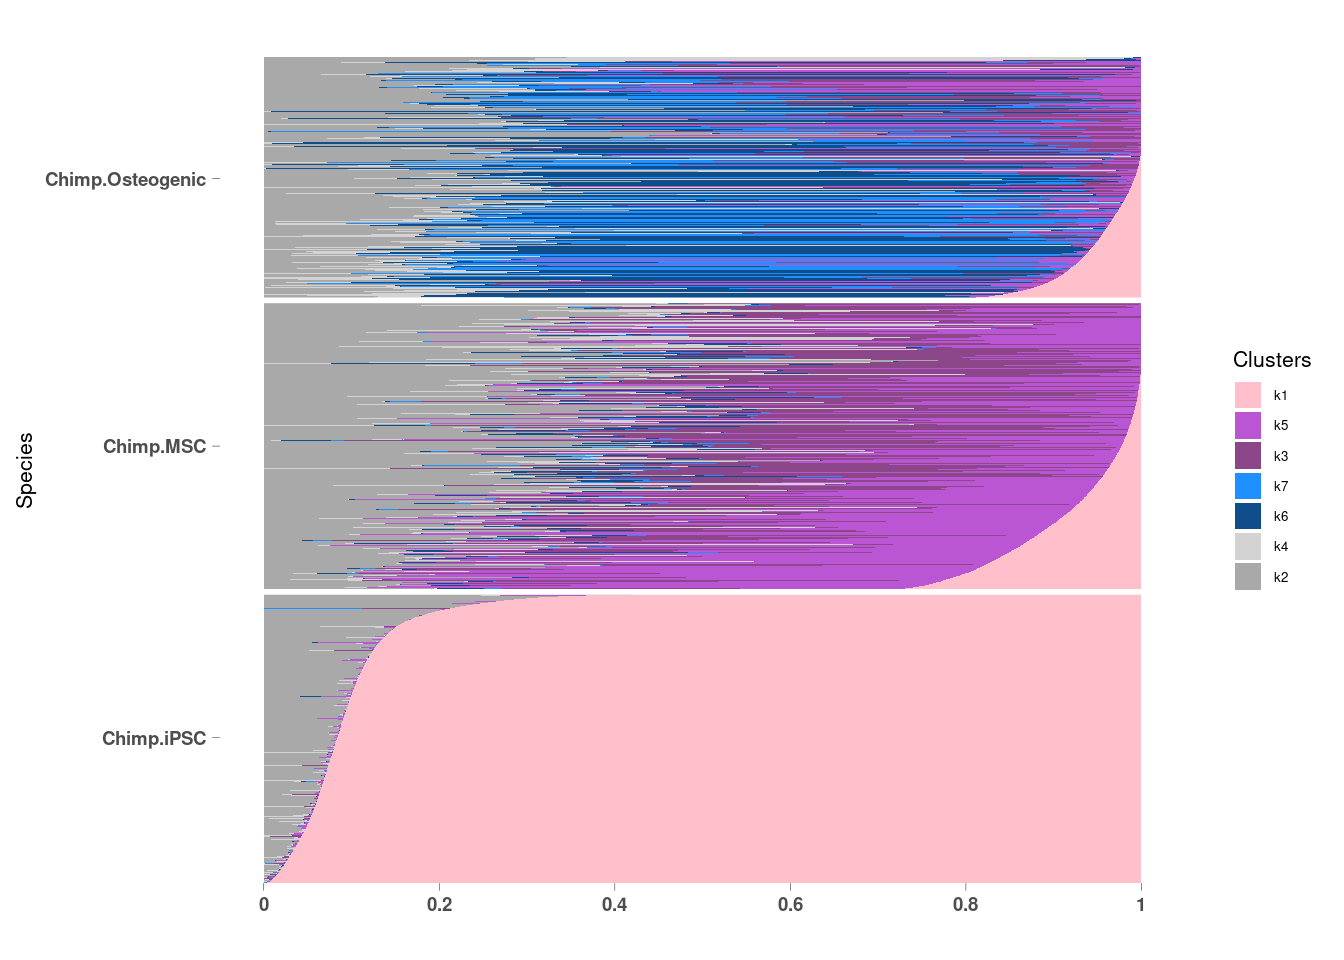 Chimp.Osteogenic
Chimp.MSC
Chimp.iPSC
Species
0 0.2 0.4 0.6 0.8 1
Clusters
k1
k5
k3
k7
k6
k4
k2